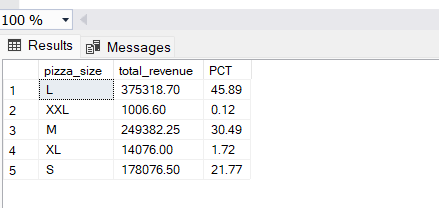 100 %
Results Messages
pizza_size total_revenue PCT
1 L 375318.70 45.89
2 XXL 1006.60 0.12
3 M 249382.25 30.49
4 XL 14076.00 1.72
5 S 178076.50 21.77